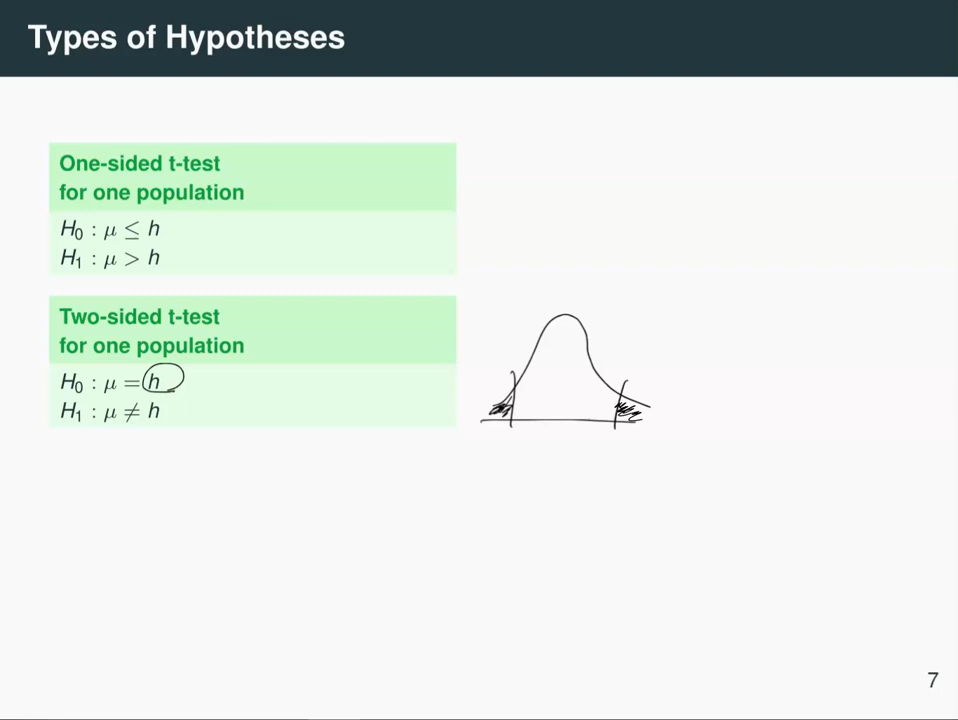 Types of Hypotheses
One-sided t-test
for one population
H₀ : μ ≤ h
H₁ : μ > h
Two-sided t-test
for one population
H₀ : μ = h
H₁ : μ ≠ h
7